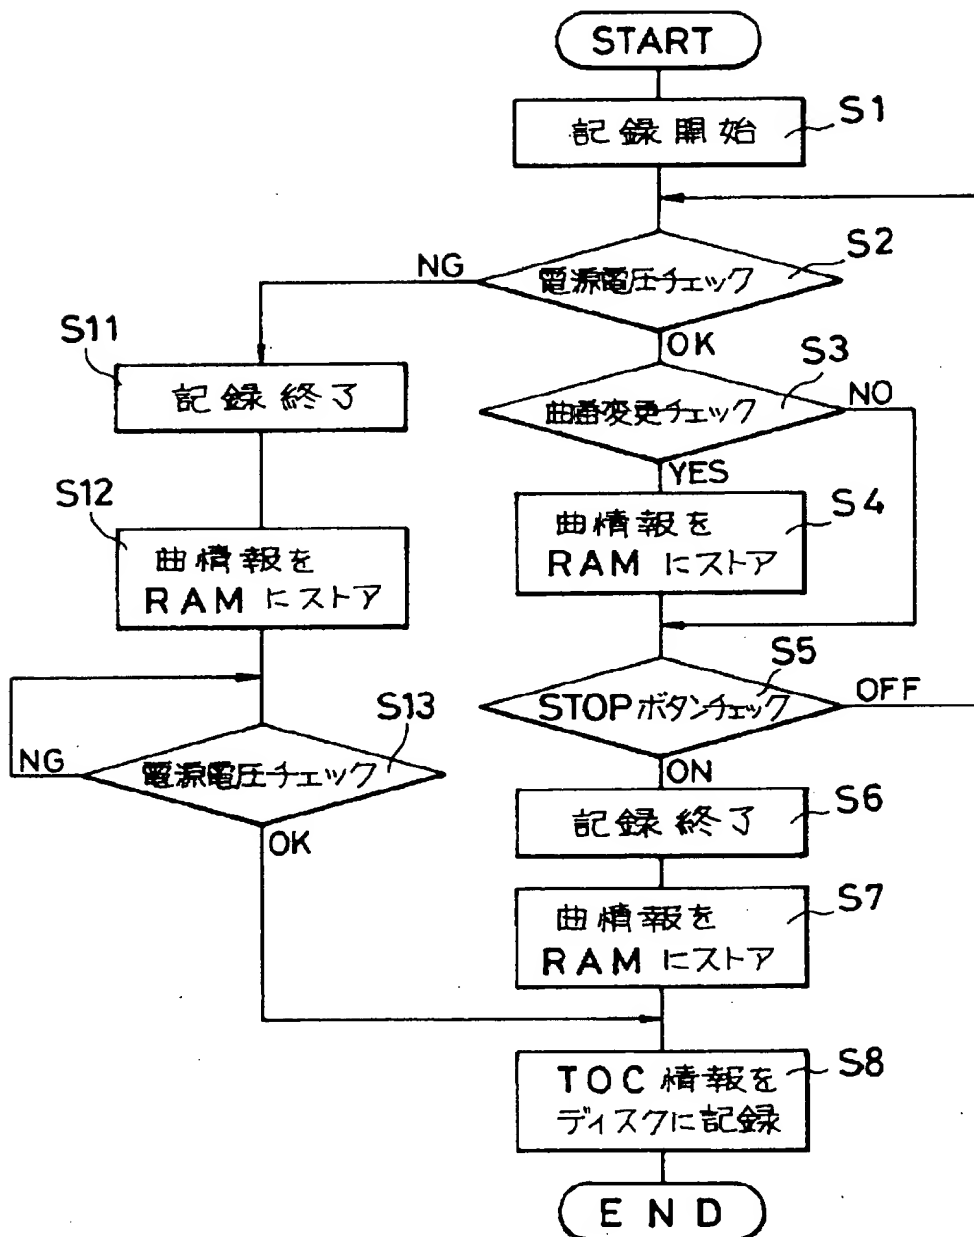 START
記録開始
S1
電源電圧チェック
S2
NG
OK
S11
記録終了
曲番変更チェック
S3
NO
YES
S12
曲情報を
RAMにストア
曲情報を
RAMにストア
S4
STOPボタンチェック
S5
OFF
ON
S13
電源電圧チェック
NG
OK
記録終了
S6
曲情報を
RAMにストア
S7
TOC情報を
ディスクに記録
S8
END